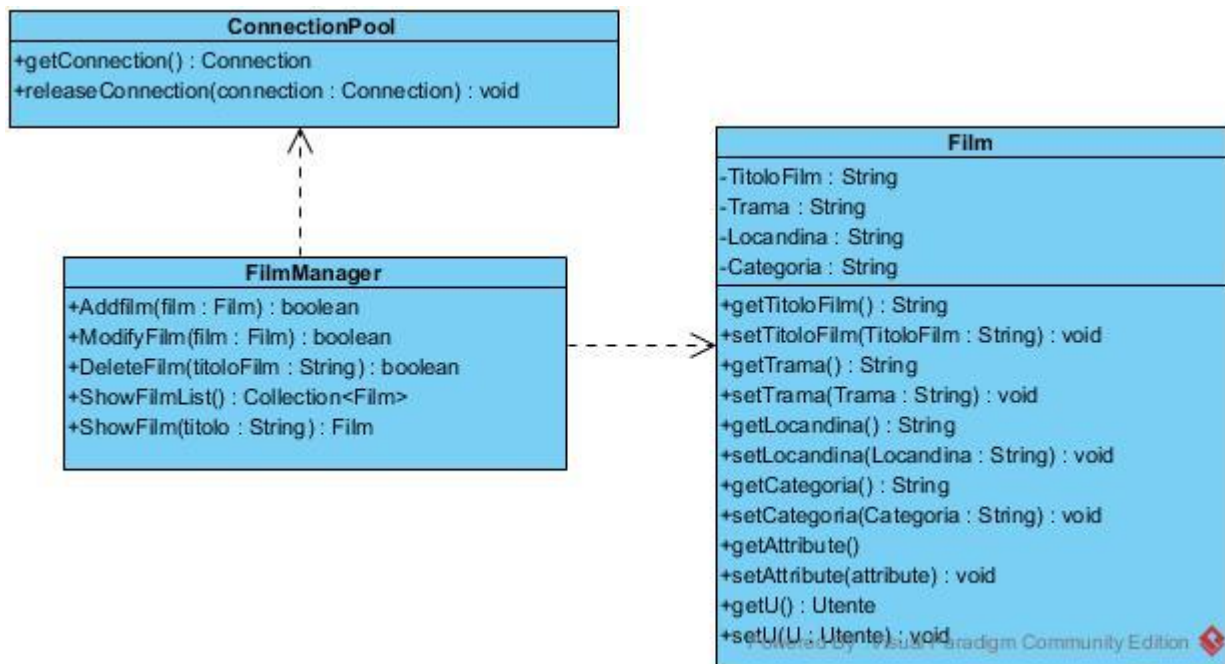 ConnectionPool
+getConnection() : Connection
+releaseConnection(connection : Connection) : void
FilmManager
+Addfilm(film : Film) : boolean
+ModifyFilm(film : Film) : boolean
+DeleteFilm(titoloFilm : String) : boolean
+ShowFilmList() : Collection<Film>
+ShowFilm(titolo : String) : Film
Film
-TitoloFilm : String
-Trama : String
-Locandina : String
-Categoria : String
+getTitoloFilm() : String
+setTitoloFilm(TitoloFilm : String) : void
+getTrama() : String
+setTrama(Trama : String) : void
+getLocandina() : String
+setLocandina(Locandina : String) : void
+getCategoria() : String
+setCategoria(Categoria : String) : void
+getAttribute()
+setAttribute(attribute) : void
+getU() : Utente
+setU(U : Utente) : void
Powered By Visual Paradigm Community Edition